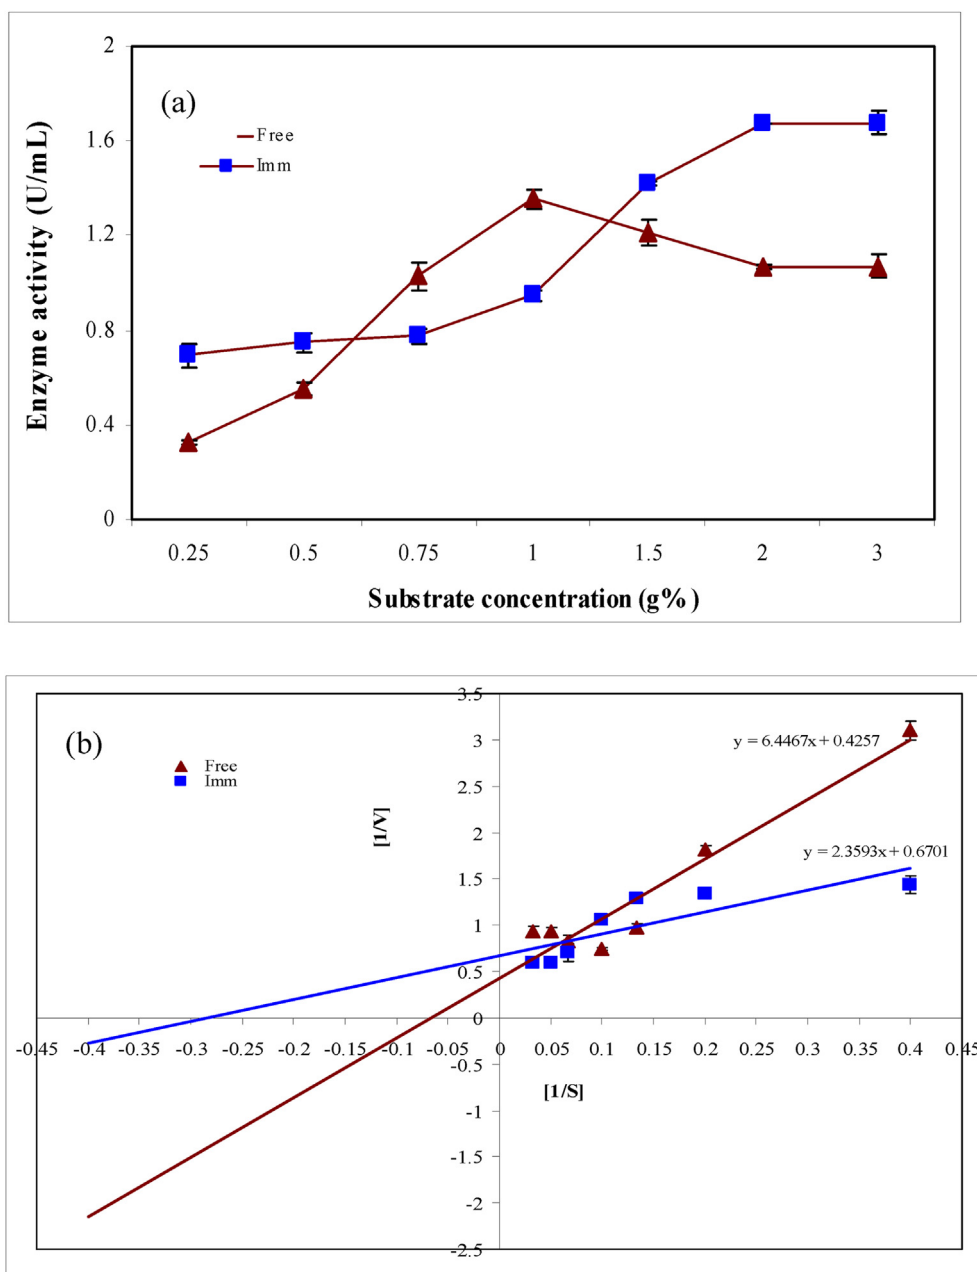 2
1.6
1.2
0.8
0.4
0
Enzyme activity (U/mL)
(a)
Free
Imm
0.25 0.5 0.75 1 1.5 2 3
Substrate concentration (g%)
(b)
Free
Imm
[1/V]
3.5
3
2.5
2
1.5
1
0.5
0
-0.5
-1
-1.5
-2
-2.5
y = 6.4467x + 0.4257
y = 2.3593x + 0.6701
-0.45 -0.4 -0.35 -0.3 -0.25 -0.2 -0.15 -0.1 -0.05 0 0.05 0.1 0.15 0.2 0.25 0.3 0.35 0.4 0.45
[1/S]